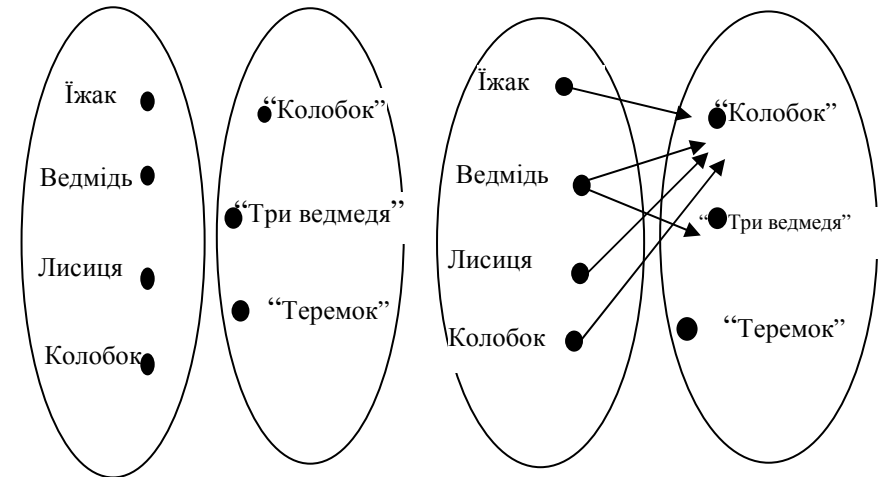 Їжак
Ведмідь
Лисиця
Колобок
“Колобок”
“Три ведмедя”
“Теремок”
Їжак
Ведмідь
Лисиця
Колобок
“Колобок”
“Три ведмедя”
“Теремок”